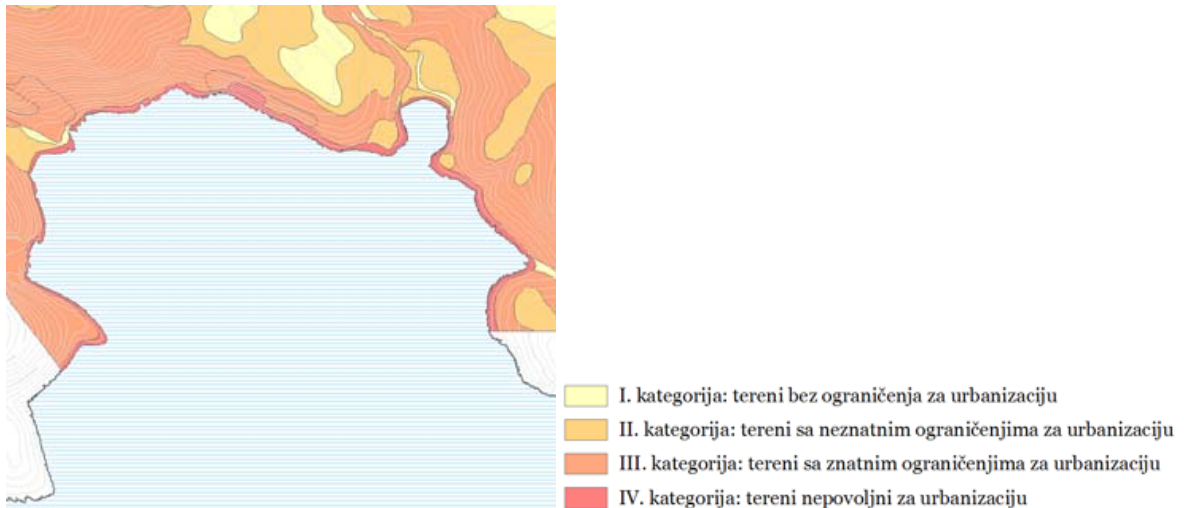 I. kategorija: tereni bez ograničenja za urbanizaciju
II. kategorija: tereni sa neznatnim ograničenjima za urbanizaciju
III. kategorija: tereni sa znatnim ograničenjima za urbanizaciju
IV. kategorija: tereni nepovoljni za urbanizaciju